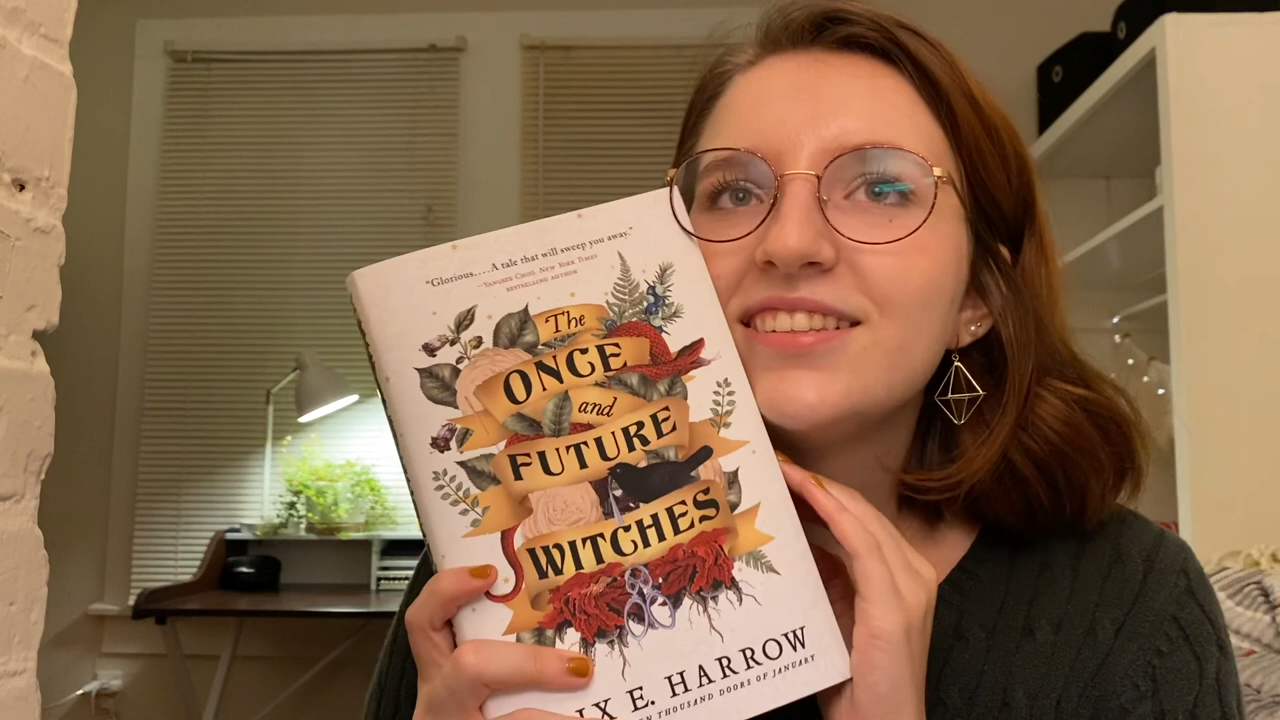 "Glorious....A tale that will sweep you away."
—YANGSZE CHOO, NEW YORK TIMES
BESTSELLING AUTHOR
The
ONCE
and
FUTURE
WITCHES
IX E. HARROW
THOUSAND DOORS OF JANUARY